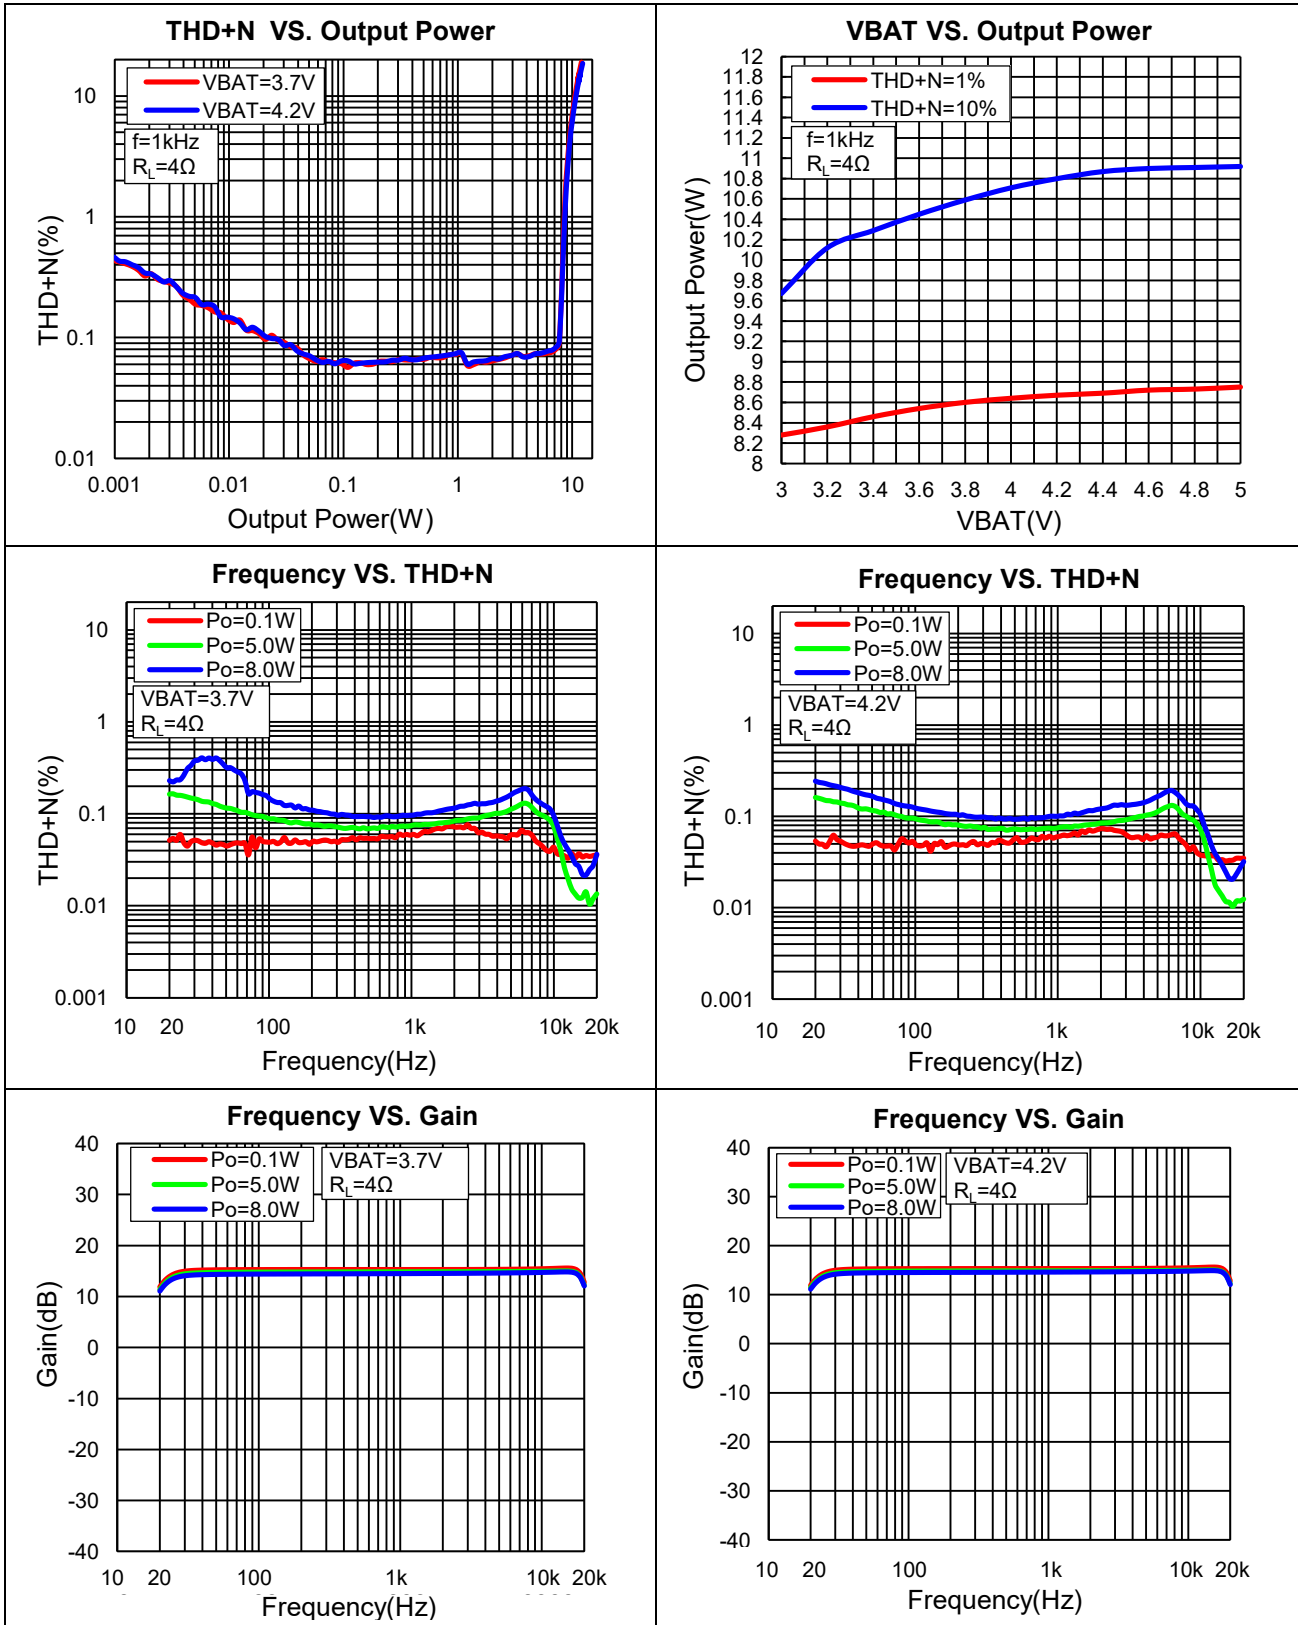 THD+N VS. Output Power
VBAT=3.7V
VBAT=4.2V
f=1kHz
RL=4Ω
THD+N(%)
10
1
0.1
0.01
0.001 0.01 0.1 1 10
Output Power(W)
VBAT VS. Output Power
THD+N=1%
THD+N=10%
f=1kHz
RL=4Ω
Output Power(W)
12
11.8
11.6
11.4
11.2
11
10.8
10.6
10.4
10.2
10
9.8
9.6
9.4
9.2
9
8.8
8.6
8.4
8.2
8
3 3.2 3.4 3.6 3.8 4 4.2 4.4 4.6 4.8 5
VBAT(V)
Frequency VS. THD+N
Po=0.1W
Po=5.0W
Po=8.0W
VBAT=3.7V
RL=4Ω
THD+N(%)
10
1
0.1
0.01
0.001
10 20 100 1k 10k 20k
Frequency(Hz)
Frequency VS. THD+N
Po=0.1W
Po=5.0W
Po=8.0W
VBAT=4.2V
RL=4Ω
THD+N(%)
10
1
0.1
0.01
0.001
10 20 100 1k 10k 20k
Frequency(Hz)
Frequency VS. Gain
Po=0.1W
Po=5.0W
Po=8.0W
VBAT=3.7V
RL=4Ω
Gain(dB)
40
30
20
10
0
-10
-20
-30
-40
10 20 100 1k 10k 20k
Frequency(Hz)
Frequency VS. Gain
Po=0.1W
Po=5.0W
Po=8.0W
VBAT=4.2V
RL=4Ω
Gain(dB)
40
30
20
10
0
-10
-20
-30
-40
10 20 100 1k 10k 20k
Frequency(Hz)